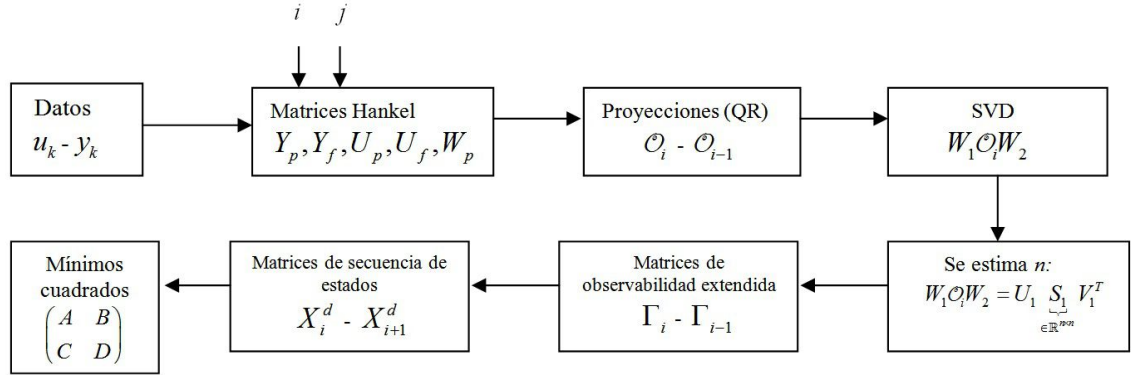 i j
Datos
u_k - y_k
Matrices Hankel
Y_p, Y_f, U_p, U_f, W_p
Proyecciones (QR)
𝒪_i - 𝒪_{i-1}
SVD
W_1 𝒪_i W_2
Se estima n:
W_1 𝒪_i W_2 = U_1 S_1 V_1^T
∈ℝ^{n×n}
Matrices de
observabilidad extendida
Γ_i - Γ_{i-1}
Matrices de secuencia de
estados
X_i^d - X_{i+1}^d
Mínimos
cuadrados
(A B
C D)